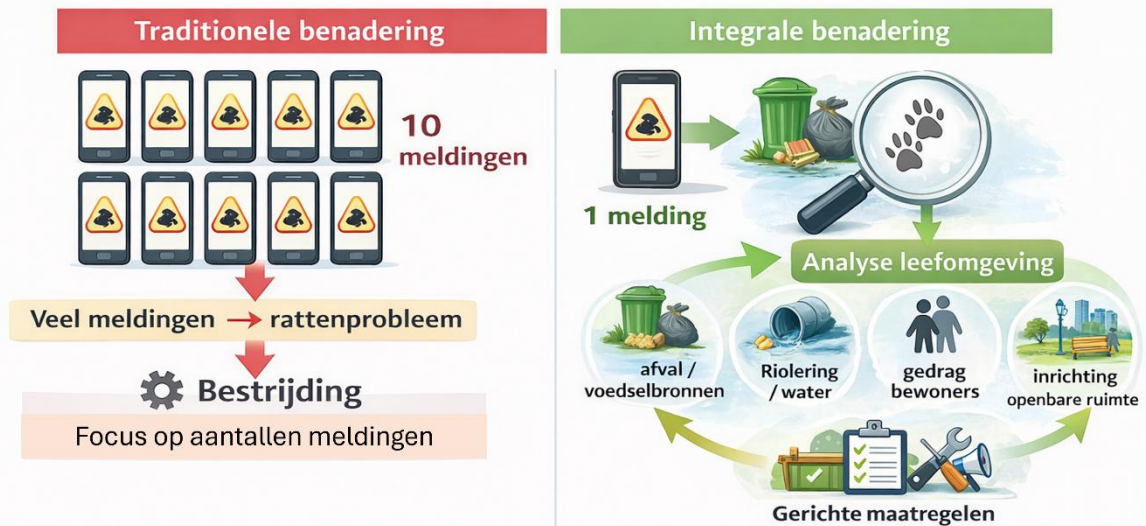 Traditionele benadering
10
meldingen
Veel meldingen → rattenprobleem
Bestrijding
Focus op aantallen meldingen
Integrale benadering
1 melding
Analyse leefomgeving
afval /
voedselbronnen
Riolering
/ water
gedrag
bewoners
inrichting
openbare ruimte
Gerichte maatregelen